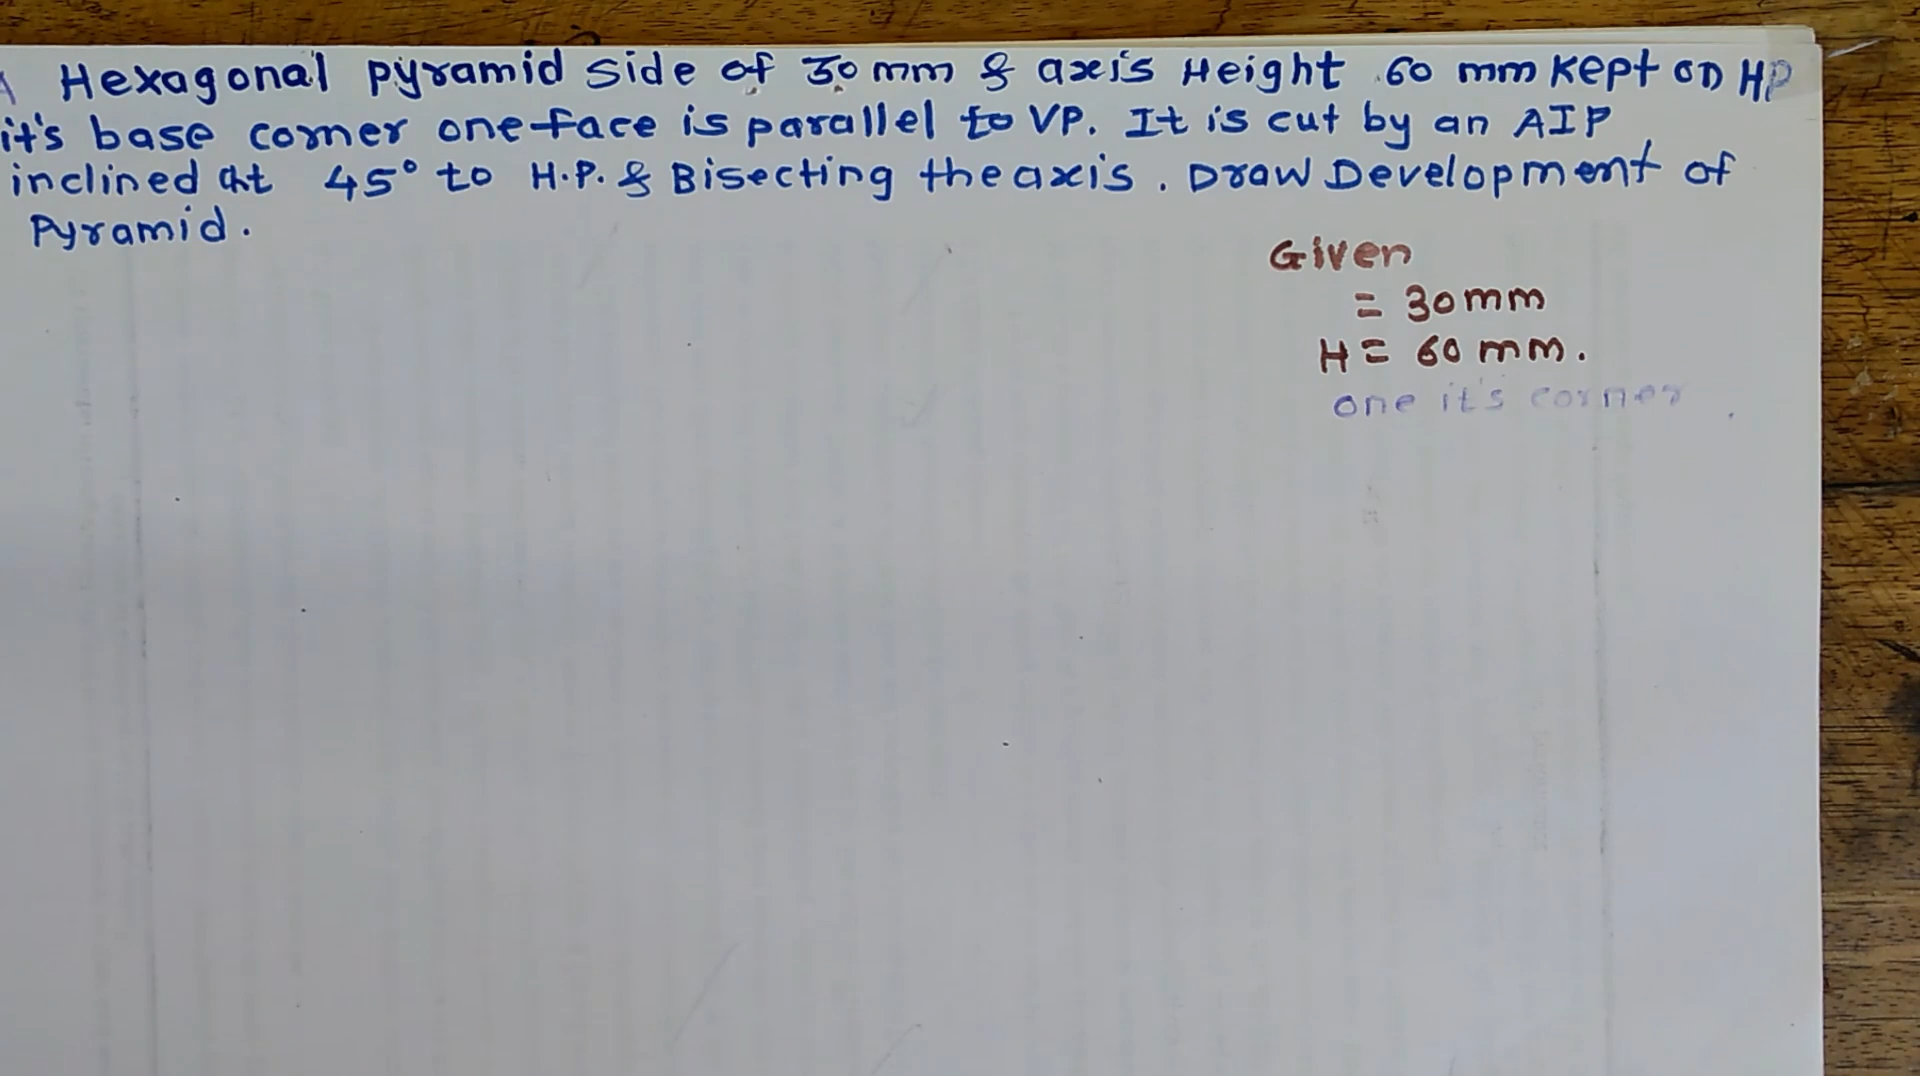 A Hexagonal pyramid side of 30 mm & axis Height 60 mm kept on HP
it's base corner one face is parallel to VP. It is cut by an AIP
inclined at 45° to H.P. & Bisecting the axis. Draw Development of
Pyramid.
Given
= 30mm
H = 60 mm.
one it's corner